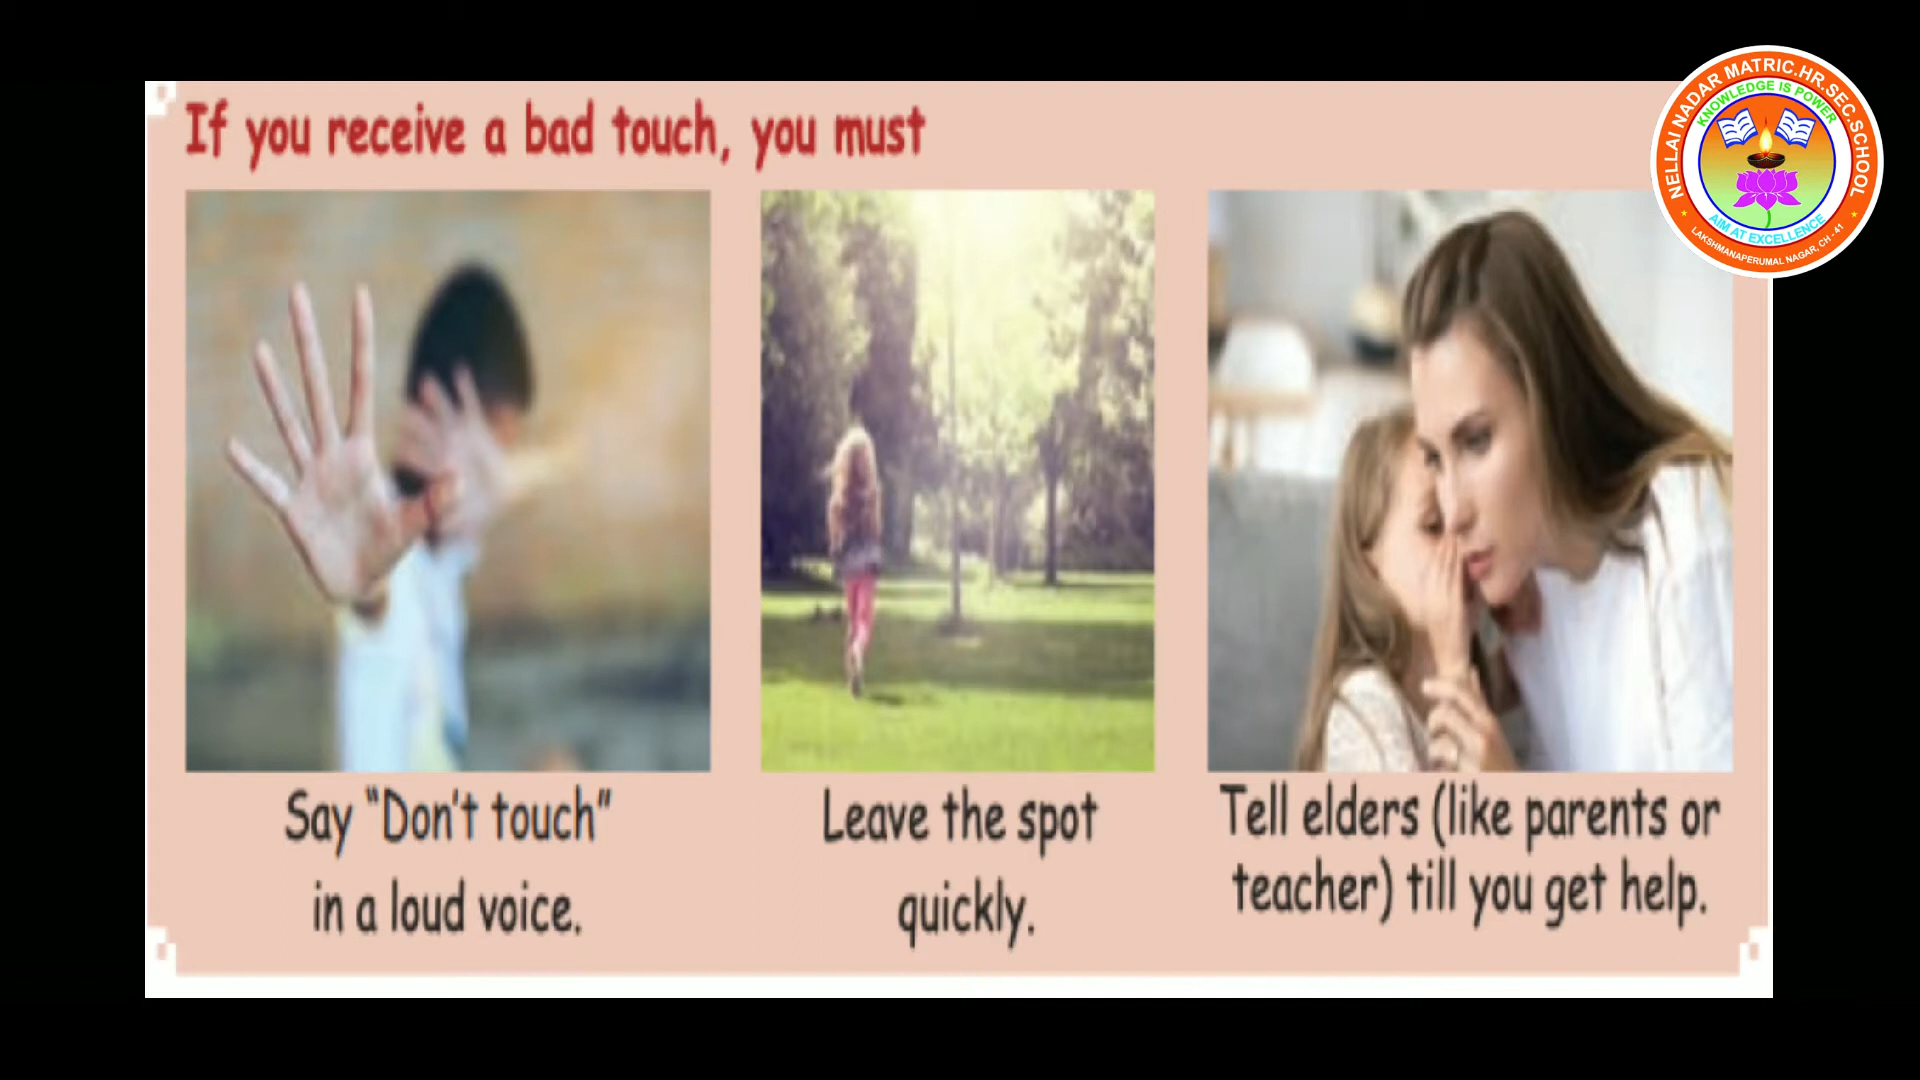 If you receive a bad touch, you must
Say “Don’t touch”
in a loud voice.
Leave the spot
quickly.
Tell elders (like parents or
teacher) till you get help.
NELLAI NADAR MATRIC.HR.SEC.SCHOOL
KNOWLEDGE IS POWER
AIM AT EXCELLENCE
LAKSHMANAPERUMAL NAGAR, CH - 41